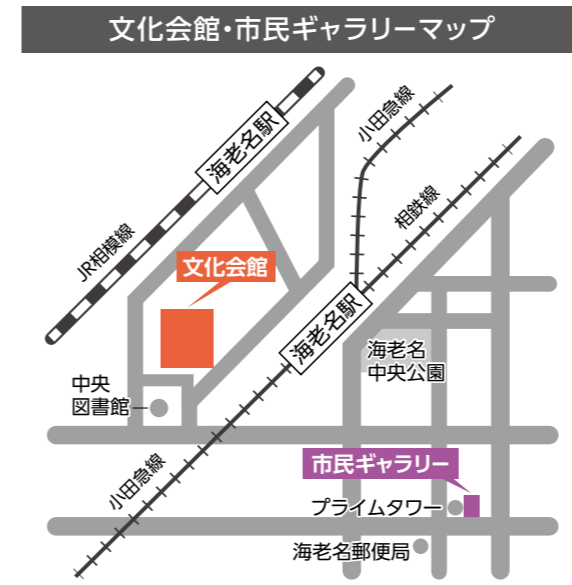 文化会館・市民ギャラリーマップ
海老名駅
小田急線
JR相模線
相鉄線
文化会館
海老名駅
海老名
中央公園
中央
図書館
小田急線
市民ギャラリー
プライムタワー
海老名郵便局